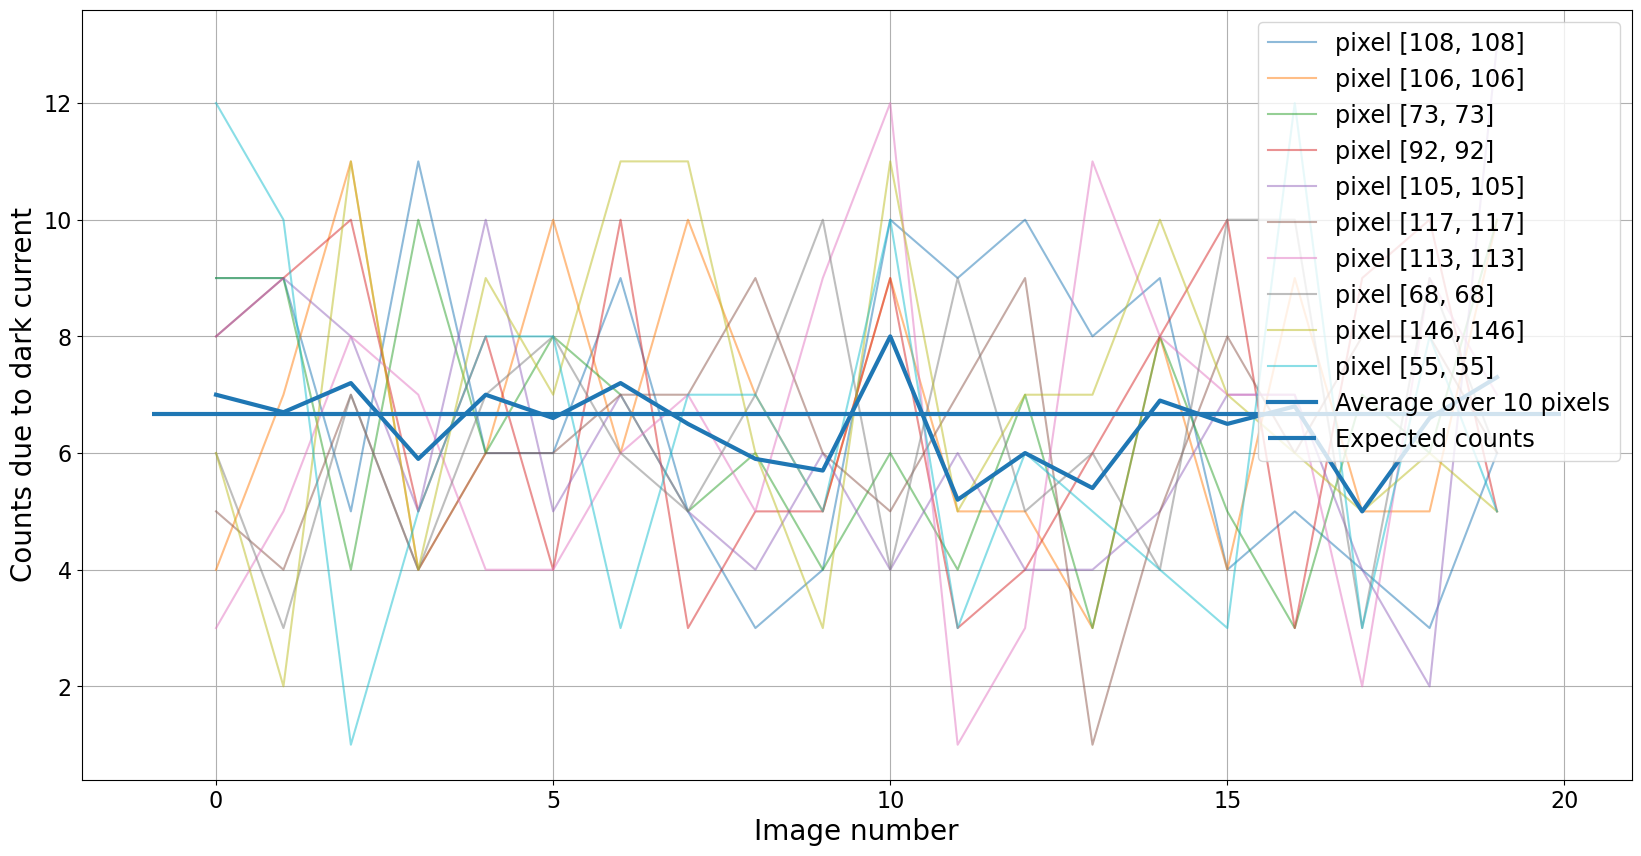 Counts due to dark current
12
10
8
6
4
2
pixel [108, 108]
pixel [106, 106]
pixel [73, 73]
pixel [92, 92]
pixel [105, 105]
pixel [117, 117]
pixel [113, 113]
pixel [68, 68]
pixel [146, 146]
pixel [55, 55]
Average over 10 pixels
Expected counts
0 5 10 15 20
Image number